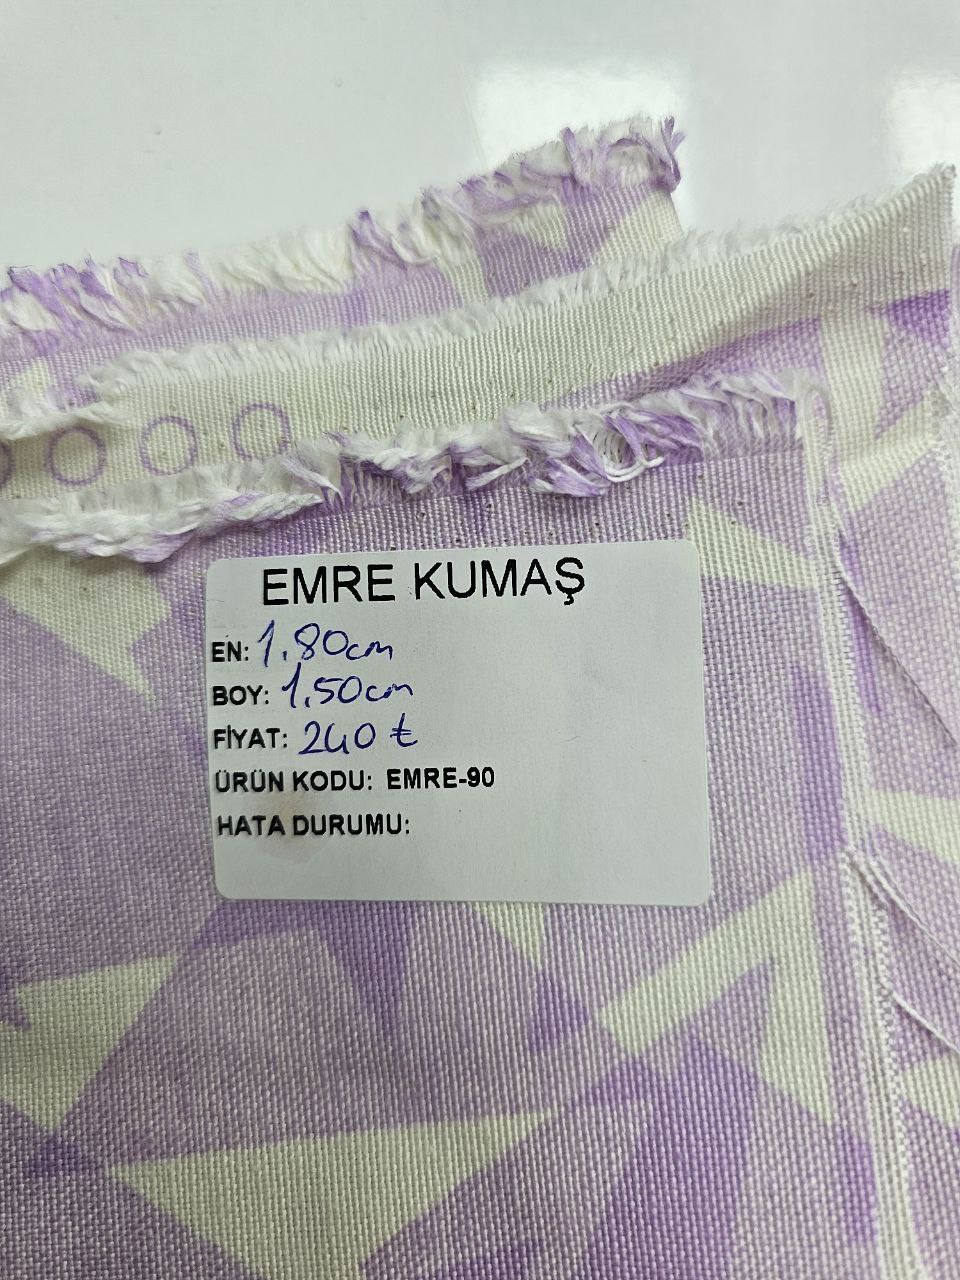 EMRE KUMAŞ
EN: 1.80cm
BOY: 1.50cm
FİYAT: 240 ₺
ÜRÜN KODU: EMRE-90
HATA DURUMU: